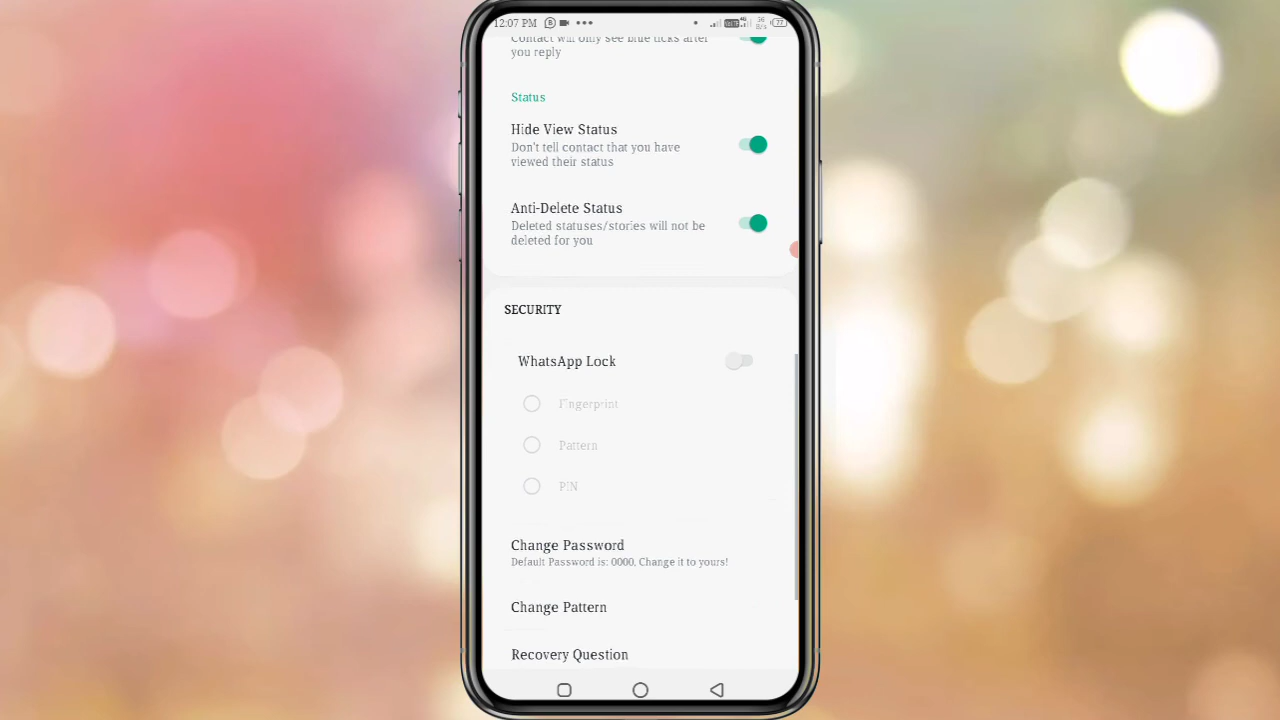 12:07 PM
Contact will only see blue ticks after
you reply
Status
Hide View Status
Don't tell contact that you have
viewed their status
Anti-Delete Status
Deleted statuses/stories will not be
deleted for you
SECURITY
WhatsApp Lock
Fingerprint
Pattern
PIN
Change Password
Default Password is: 0000, Change it to yours!
Change Pattern
Recovery Question